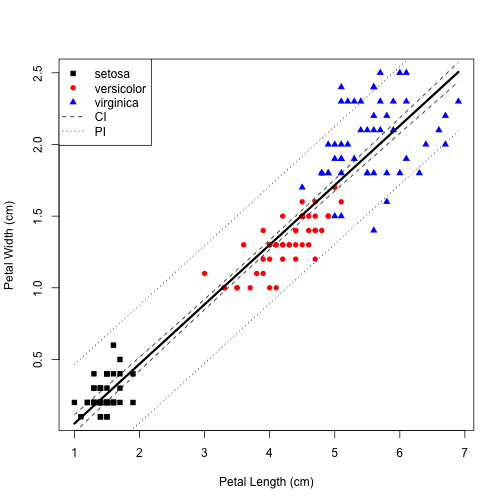 setosa
versicolor
virginica
CI
PI
2.5
2.0
1.5
1.0
0.5
Petal Width (cm)
1 2 3 4 5 6 7
Petal Length (cm)